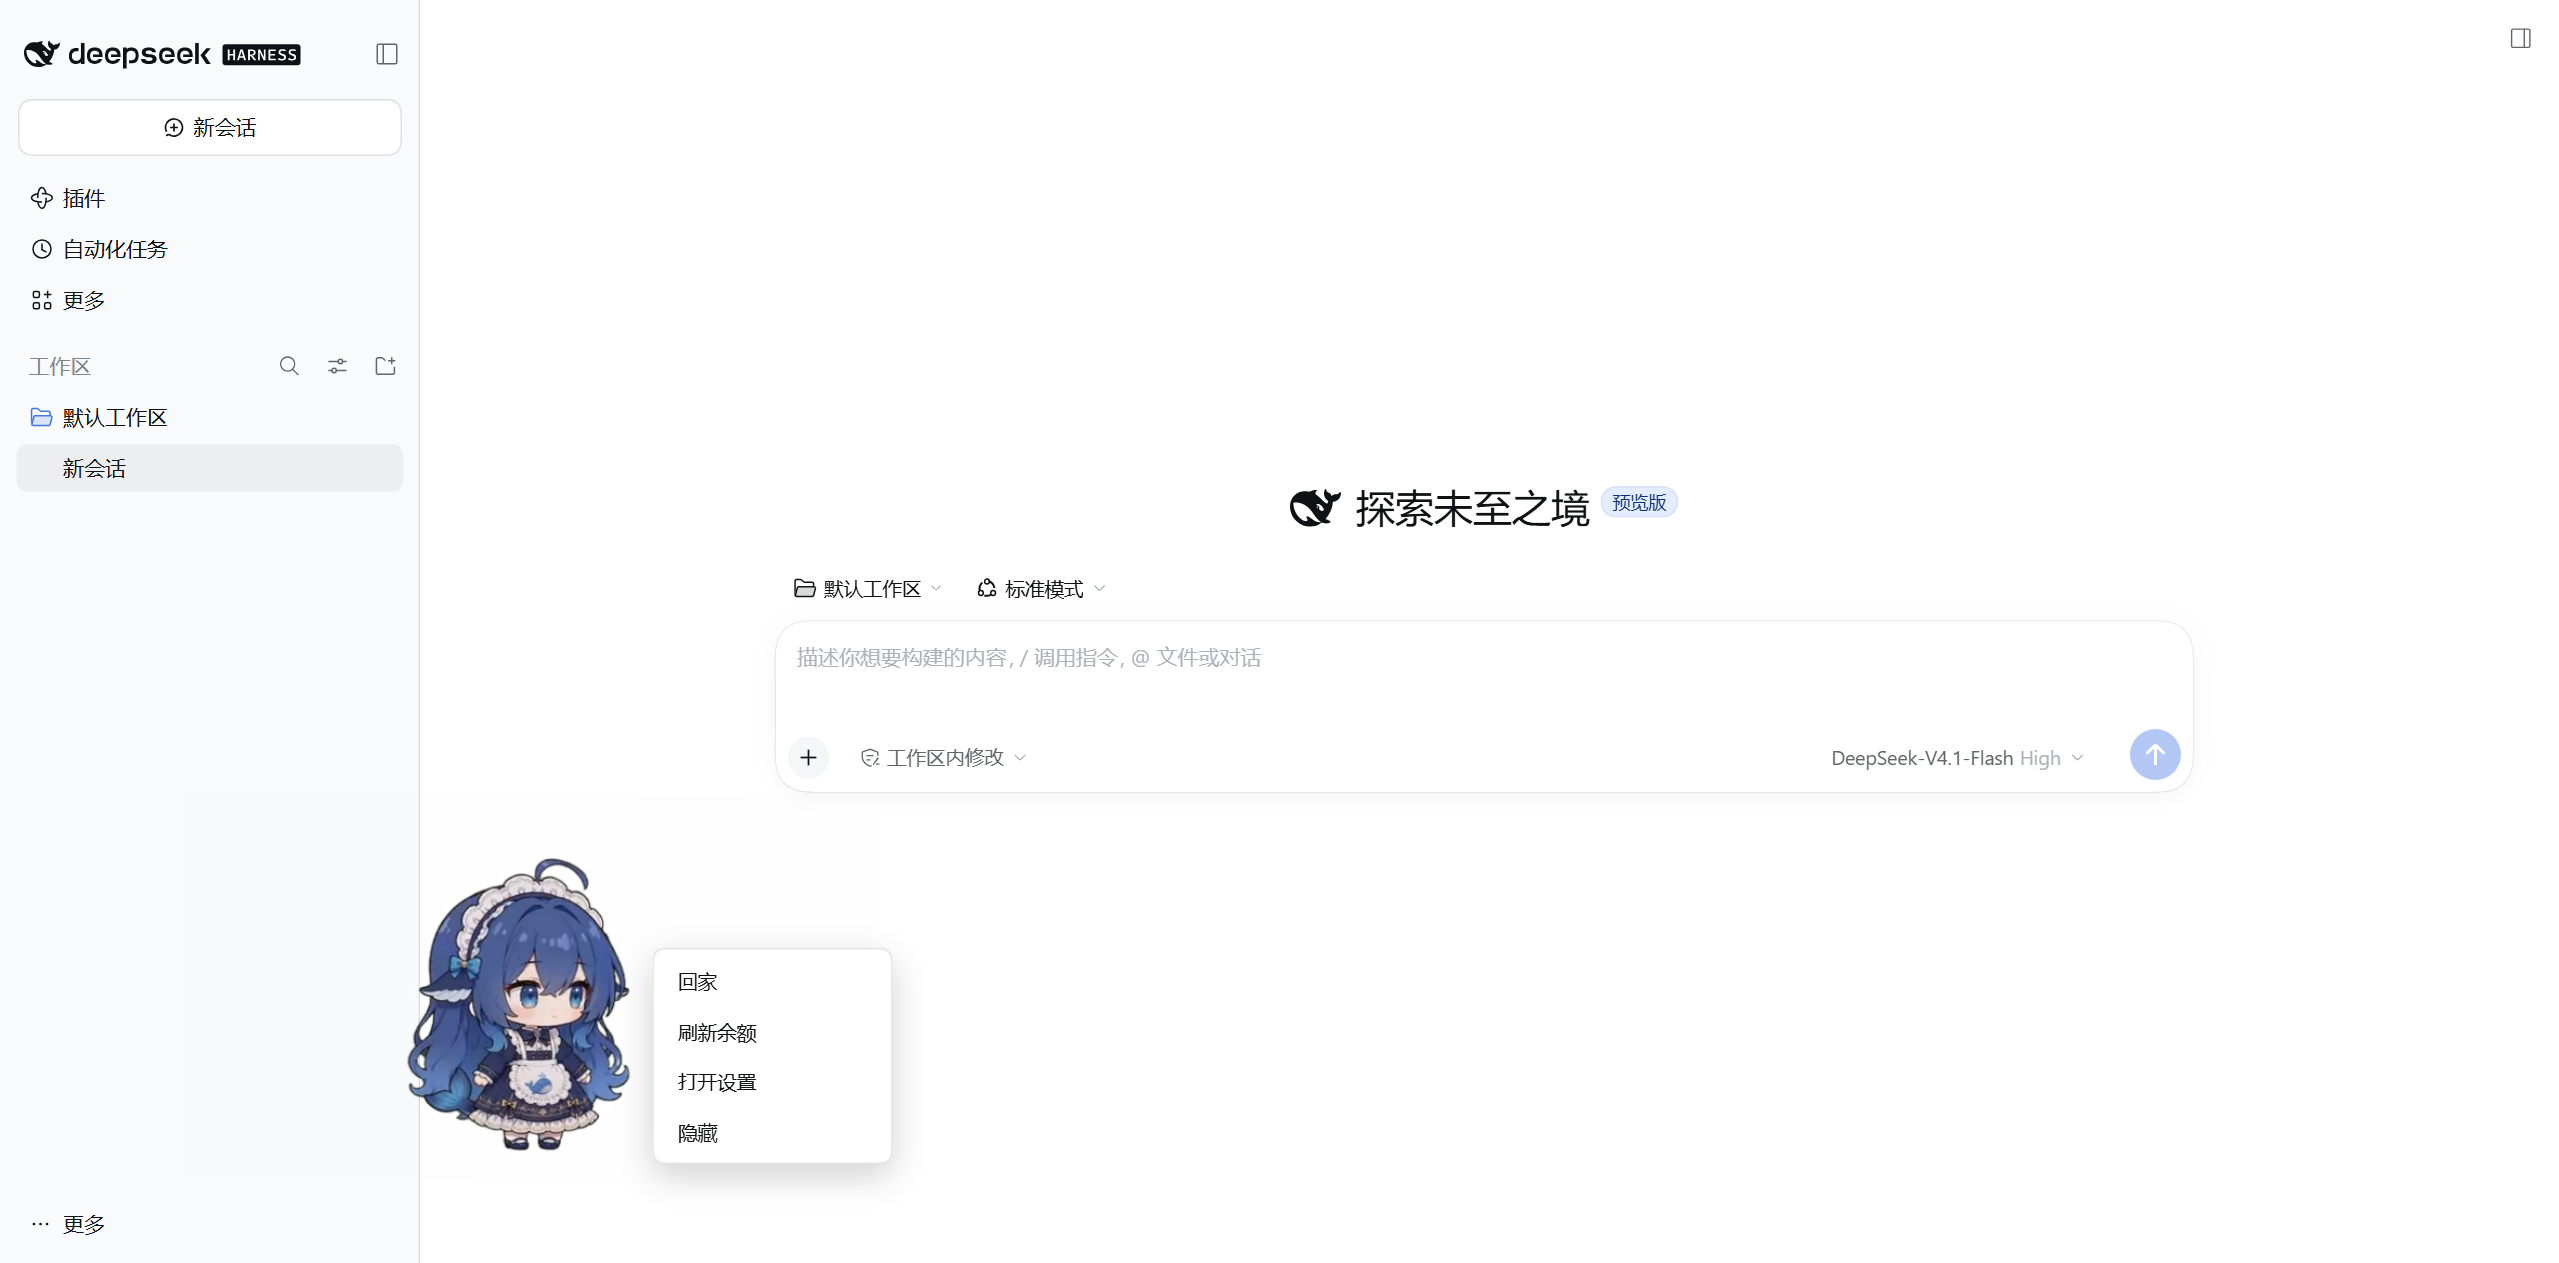 deepseek HARNESS
新会话
插件
自动化任务
更多
工作区
默认工作区
新会话
探索未至之境 预览版
默认工作区 标准模式
描述你想要构建的内容, / 调用指令, @ 文件或对话
工作区内修改 DeepSeek-V4.1-Flash High
回家
刷新余额
打开设置
隐藏
更多